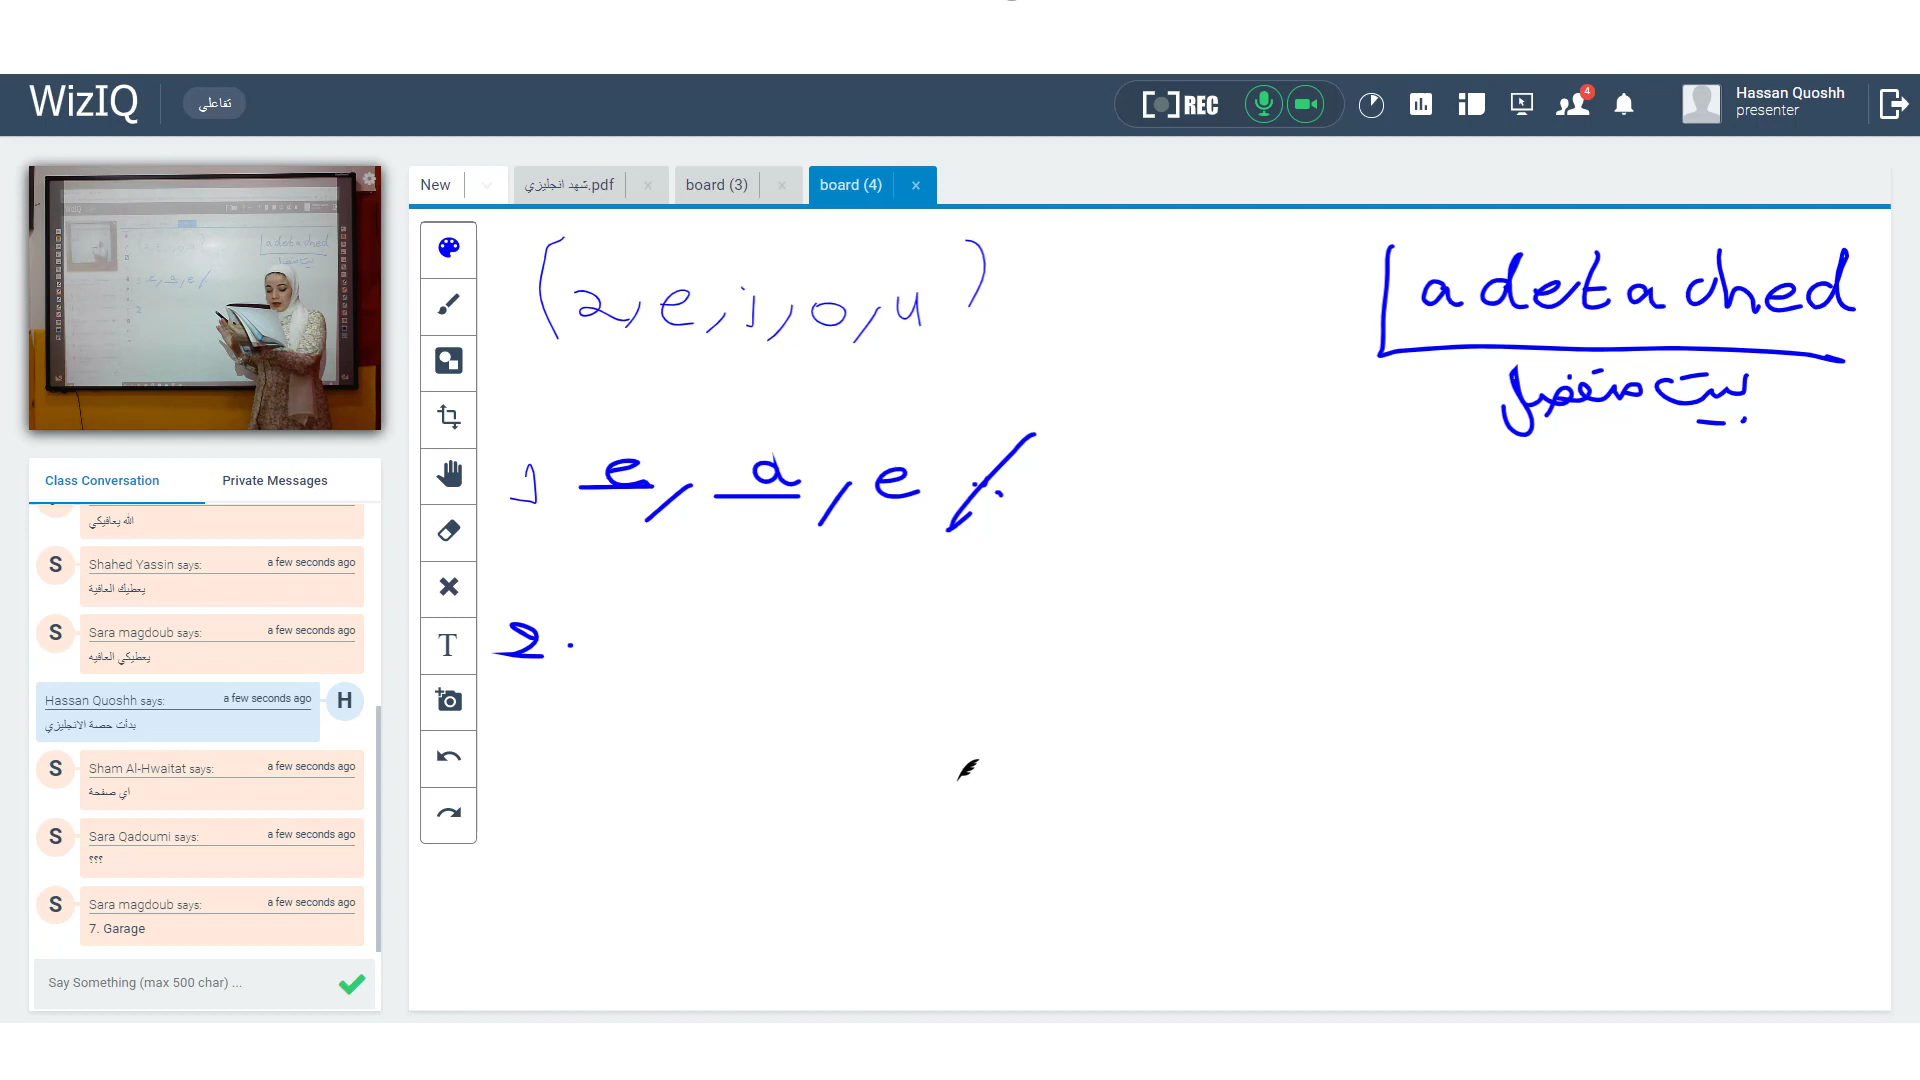 WizIQ
تفاعلي
REC
4
Hassan Quoshh
presenter
New
شهد انجليزي.pdf
board (3)
board (4)
(a, e, i, o, u)
a detached
بيت منفصل
1 e, a, e
2.
T
Class Conversation
Private Messages
الله يعافيكي
S
Shahed Yassin says:
a few seconds ago
يعطيك العافية
S
Sara magdoub says:
a few seconds ago
يعطيكي العافيه
Hassan Quoshh says:
a few seconds ago
H
بدأت حصة الانجليزي
S
Sham Al-Hwaitat says:
a few seconds ago
اي صفحة
S
Sara Qadoumi says:
a few seconds ago
؟؟؟
S
Sara magdoub says:
a few seconds ago
7. Garage
Say Something (max 500 char) ...